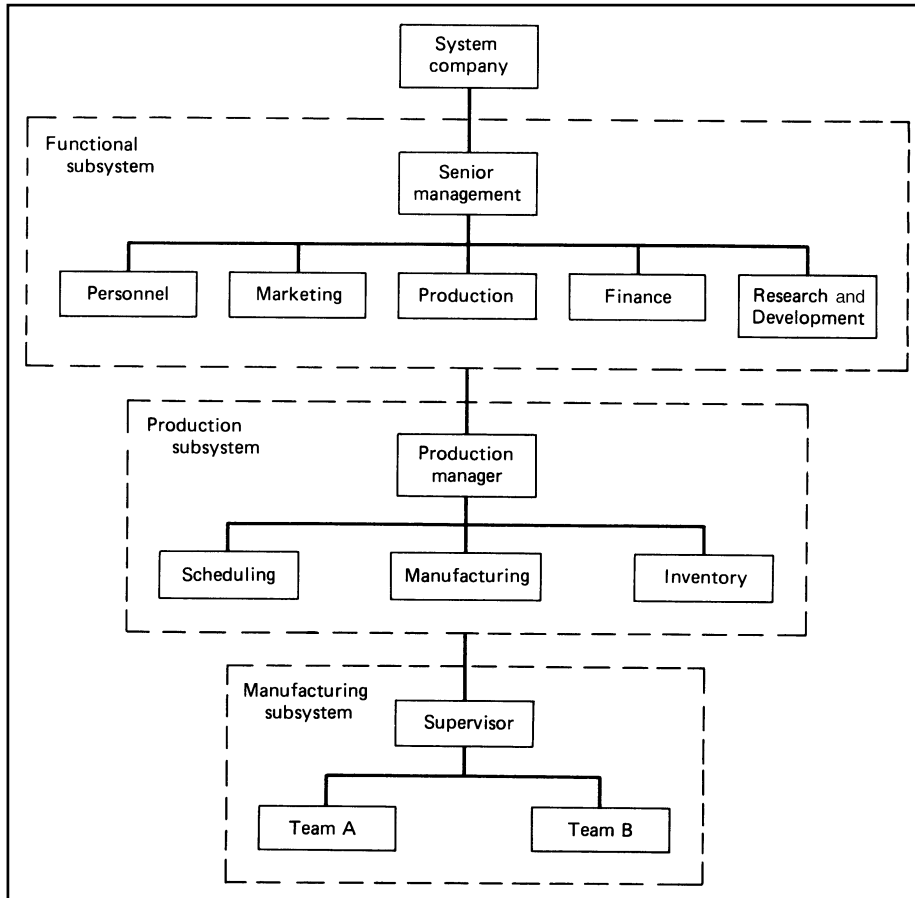 System
company
Functional
subsystem
Senior
management
Personnel
Marketing
Production
Finance
Research and
Development
Production
subsystem
Production
manager
Scheduling
Manufacturing
Inventory
Manufacturing
subsystem
Supervisor
Team A
Team B